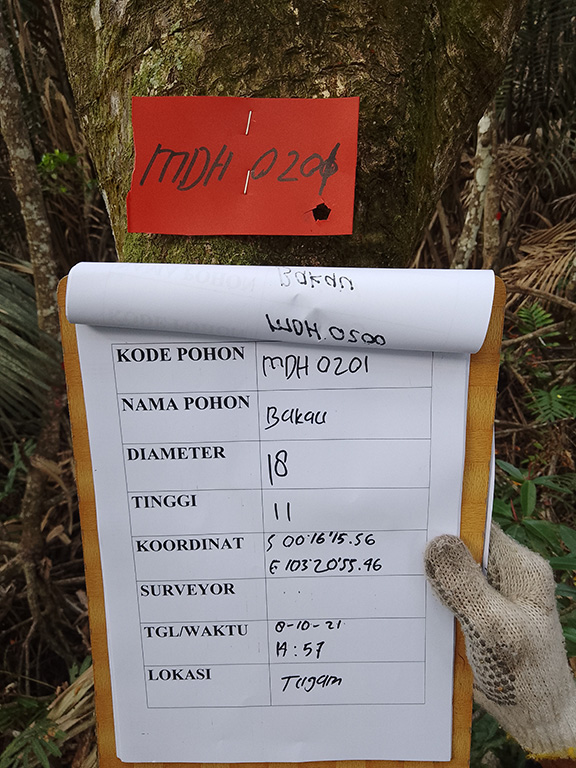 MDH 0201
Bakau
MDH 0200
KODE POHON MDH 0201
NAMA POHON Bakau
DIAMETER 18
TINGGI 11
KOORDINAT S 00°16'15.56
E 103°20'55.46
SURVEYOR
TGL/WAKTU 8-10-21
14:57
LOKASI Tugam